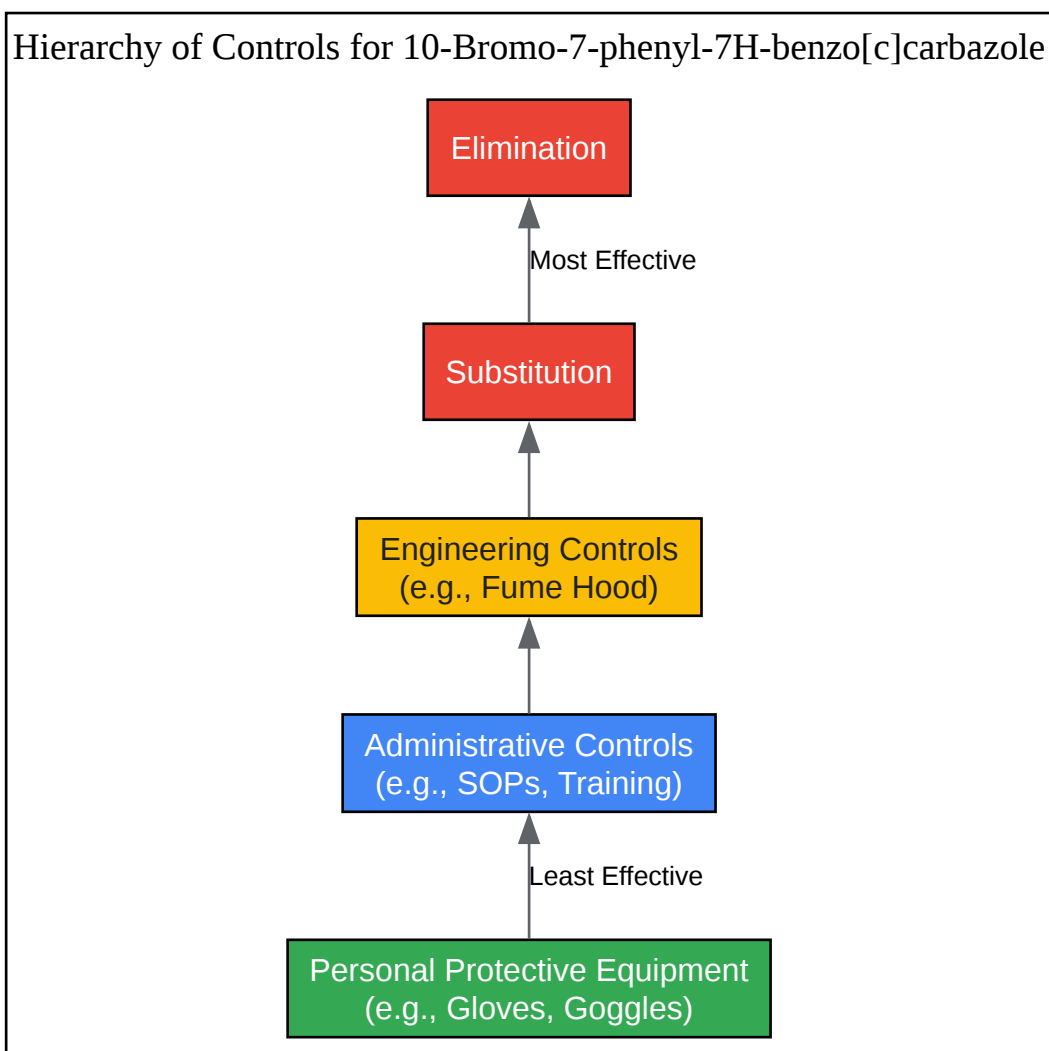 Hierarchy of Controls for 10-Bromo-7-phenyl-7H-benzo[c]carbazole
Elimination
Most Effective
Substitution
Engineering Controls
(e.g., Fume Hood)
Administrative Controls
(e.g., SOPs, Training)
Least Effective
Personal Protective Equipment
(e.g., Gloves, Goggles)